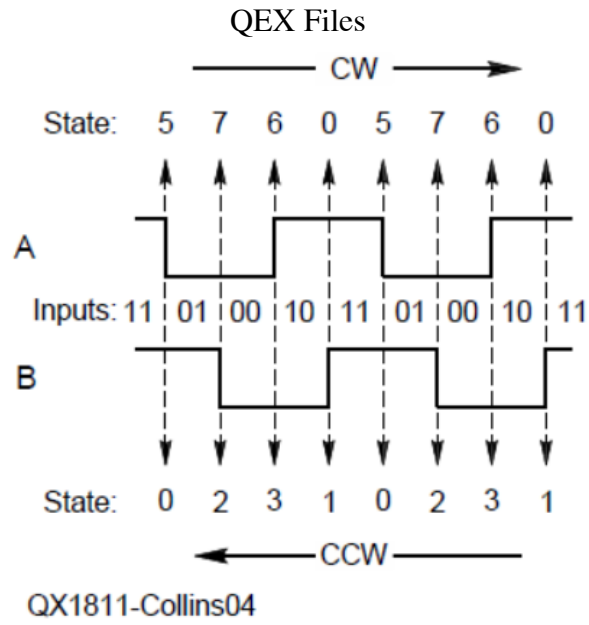 QEX Files
CW
State: 5 7 6 0 5 7 6 0
A
Inputs: 11 01 00 10 11 01 00 10 11
B
State: 0 2 3 1 0 2 3 1
CCW
QX1811-Collins04